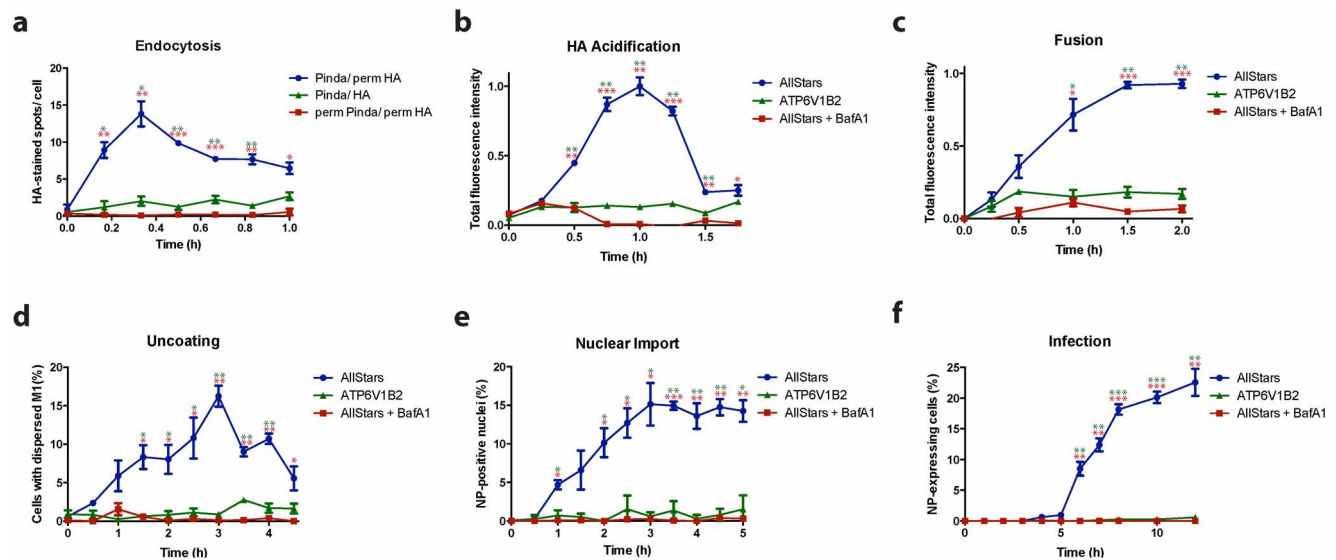 a
Endocytosis
HA-stained spots/ cell
20
15
10
5
0
0.0 0.2 0.4 0.6 0.8 1.0
Time (h)
Pinda/ perm HA
Pinda/ HA
perm Pinda/ perm HA
* ** * ** ** *** ** *** ** ** *
b
HA Acidification
Total fluorescence intensity
1.0
0.5
0.0
0.0 0.5 1.0 1.5
Time (h)
AllStars
ATP6V1B2
AllStars + BafA1
** ** ** *** ** ** ** *** ** ** *
c
Fusion
Total fluorescence intensity
1.0
0.5
0.0
0.0 0.5 1.0 1.5 2.0
Time (h)
AllStars
ATP6V1B2
AllStars + BafA1
* * ** *** ** ***
d
Uncoating
Cells with dispersed M1 (%)
20
15
10
5
0
0 1 2 3 4
Time (h)
AllStars
ATP6V1B2
AllStars + BafA1
* * * * * * ** ** ** ** ** ** *
e
Nuclear Import
NP-positive nuclei (%)
20
15
10
5
0
0 1 2 3 4 5
Time (h)
AllStars
ATP6V1B2
AllStars + BafA1
* * * * * * * * ** *** ** ** ** ** * **
f
Infection
NP-expressing cells (%)
25
20
15
10
5
0
0 5 10
Time (h)
AllStars
ATP6V1B2
AllStars + BafA1
** ** ** ** *** *** *** *** ** **